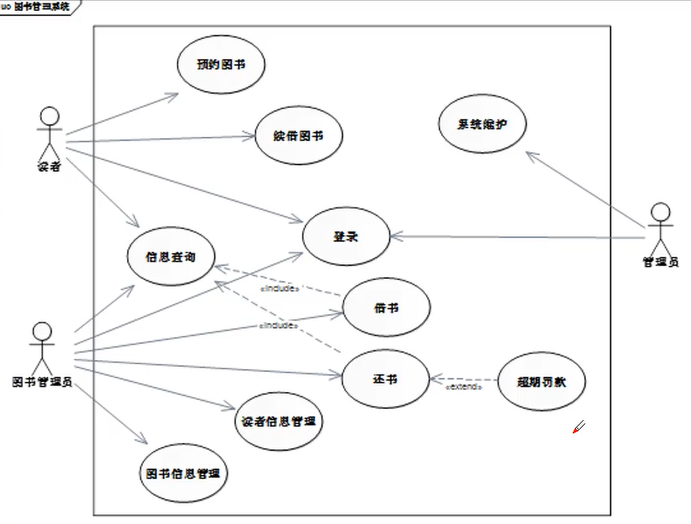 uc 图书管理系统
预约图书
续借图书
系统维护
读者
登录
信息查询
管理员
«include»
借书
«include»
图书管理员
还书
«extend»
超期罚款
读者信息管理
图书信息管理